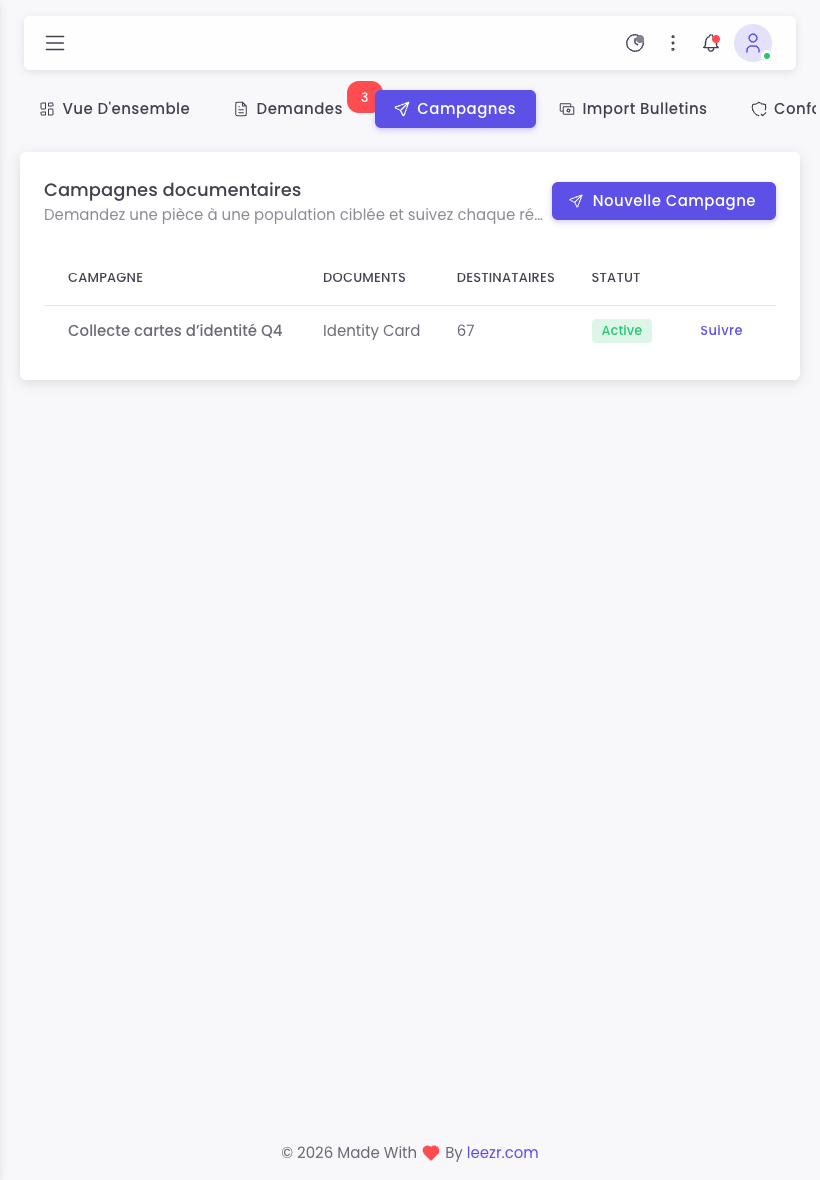 Vue D'ensemble Demandes 3 Campagnes Import Bulletins Confo
Campagnes documentaires
Demandez une pièce à une population ciblée et suivez chaque ré...
Nouvelle Campagne
CAMPAGNE DOCUMENTS DESTINATAIRES STATUT
Collecte cartes d’identité Q4 Identity Card 67 Active Suivre
© 2026 Made With ❤ By leezr.com